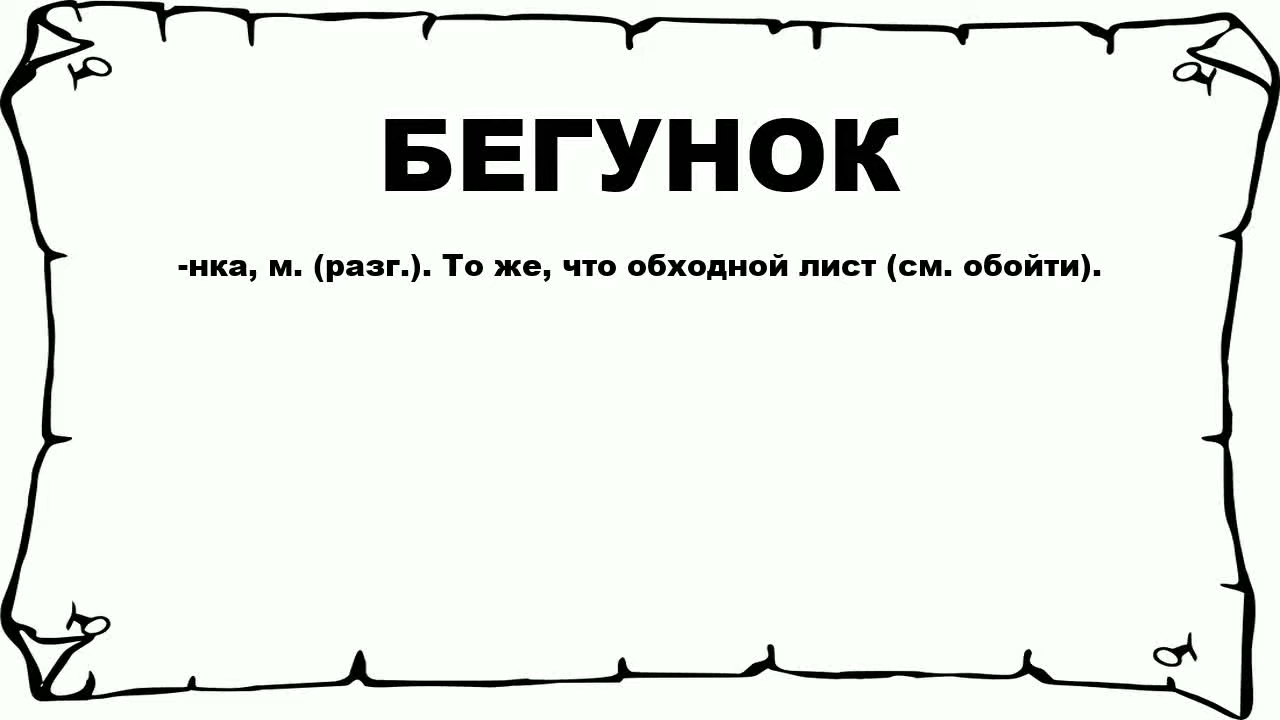 БЕГУНОК
-нка, м. (разг.). То же, что обходной лист (см. обойти).